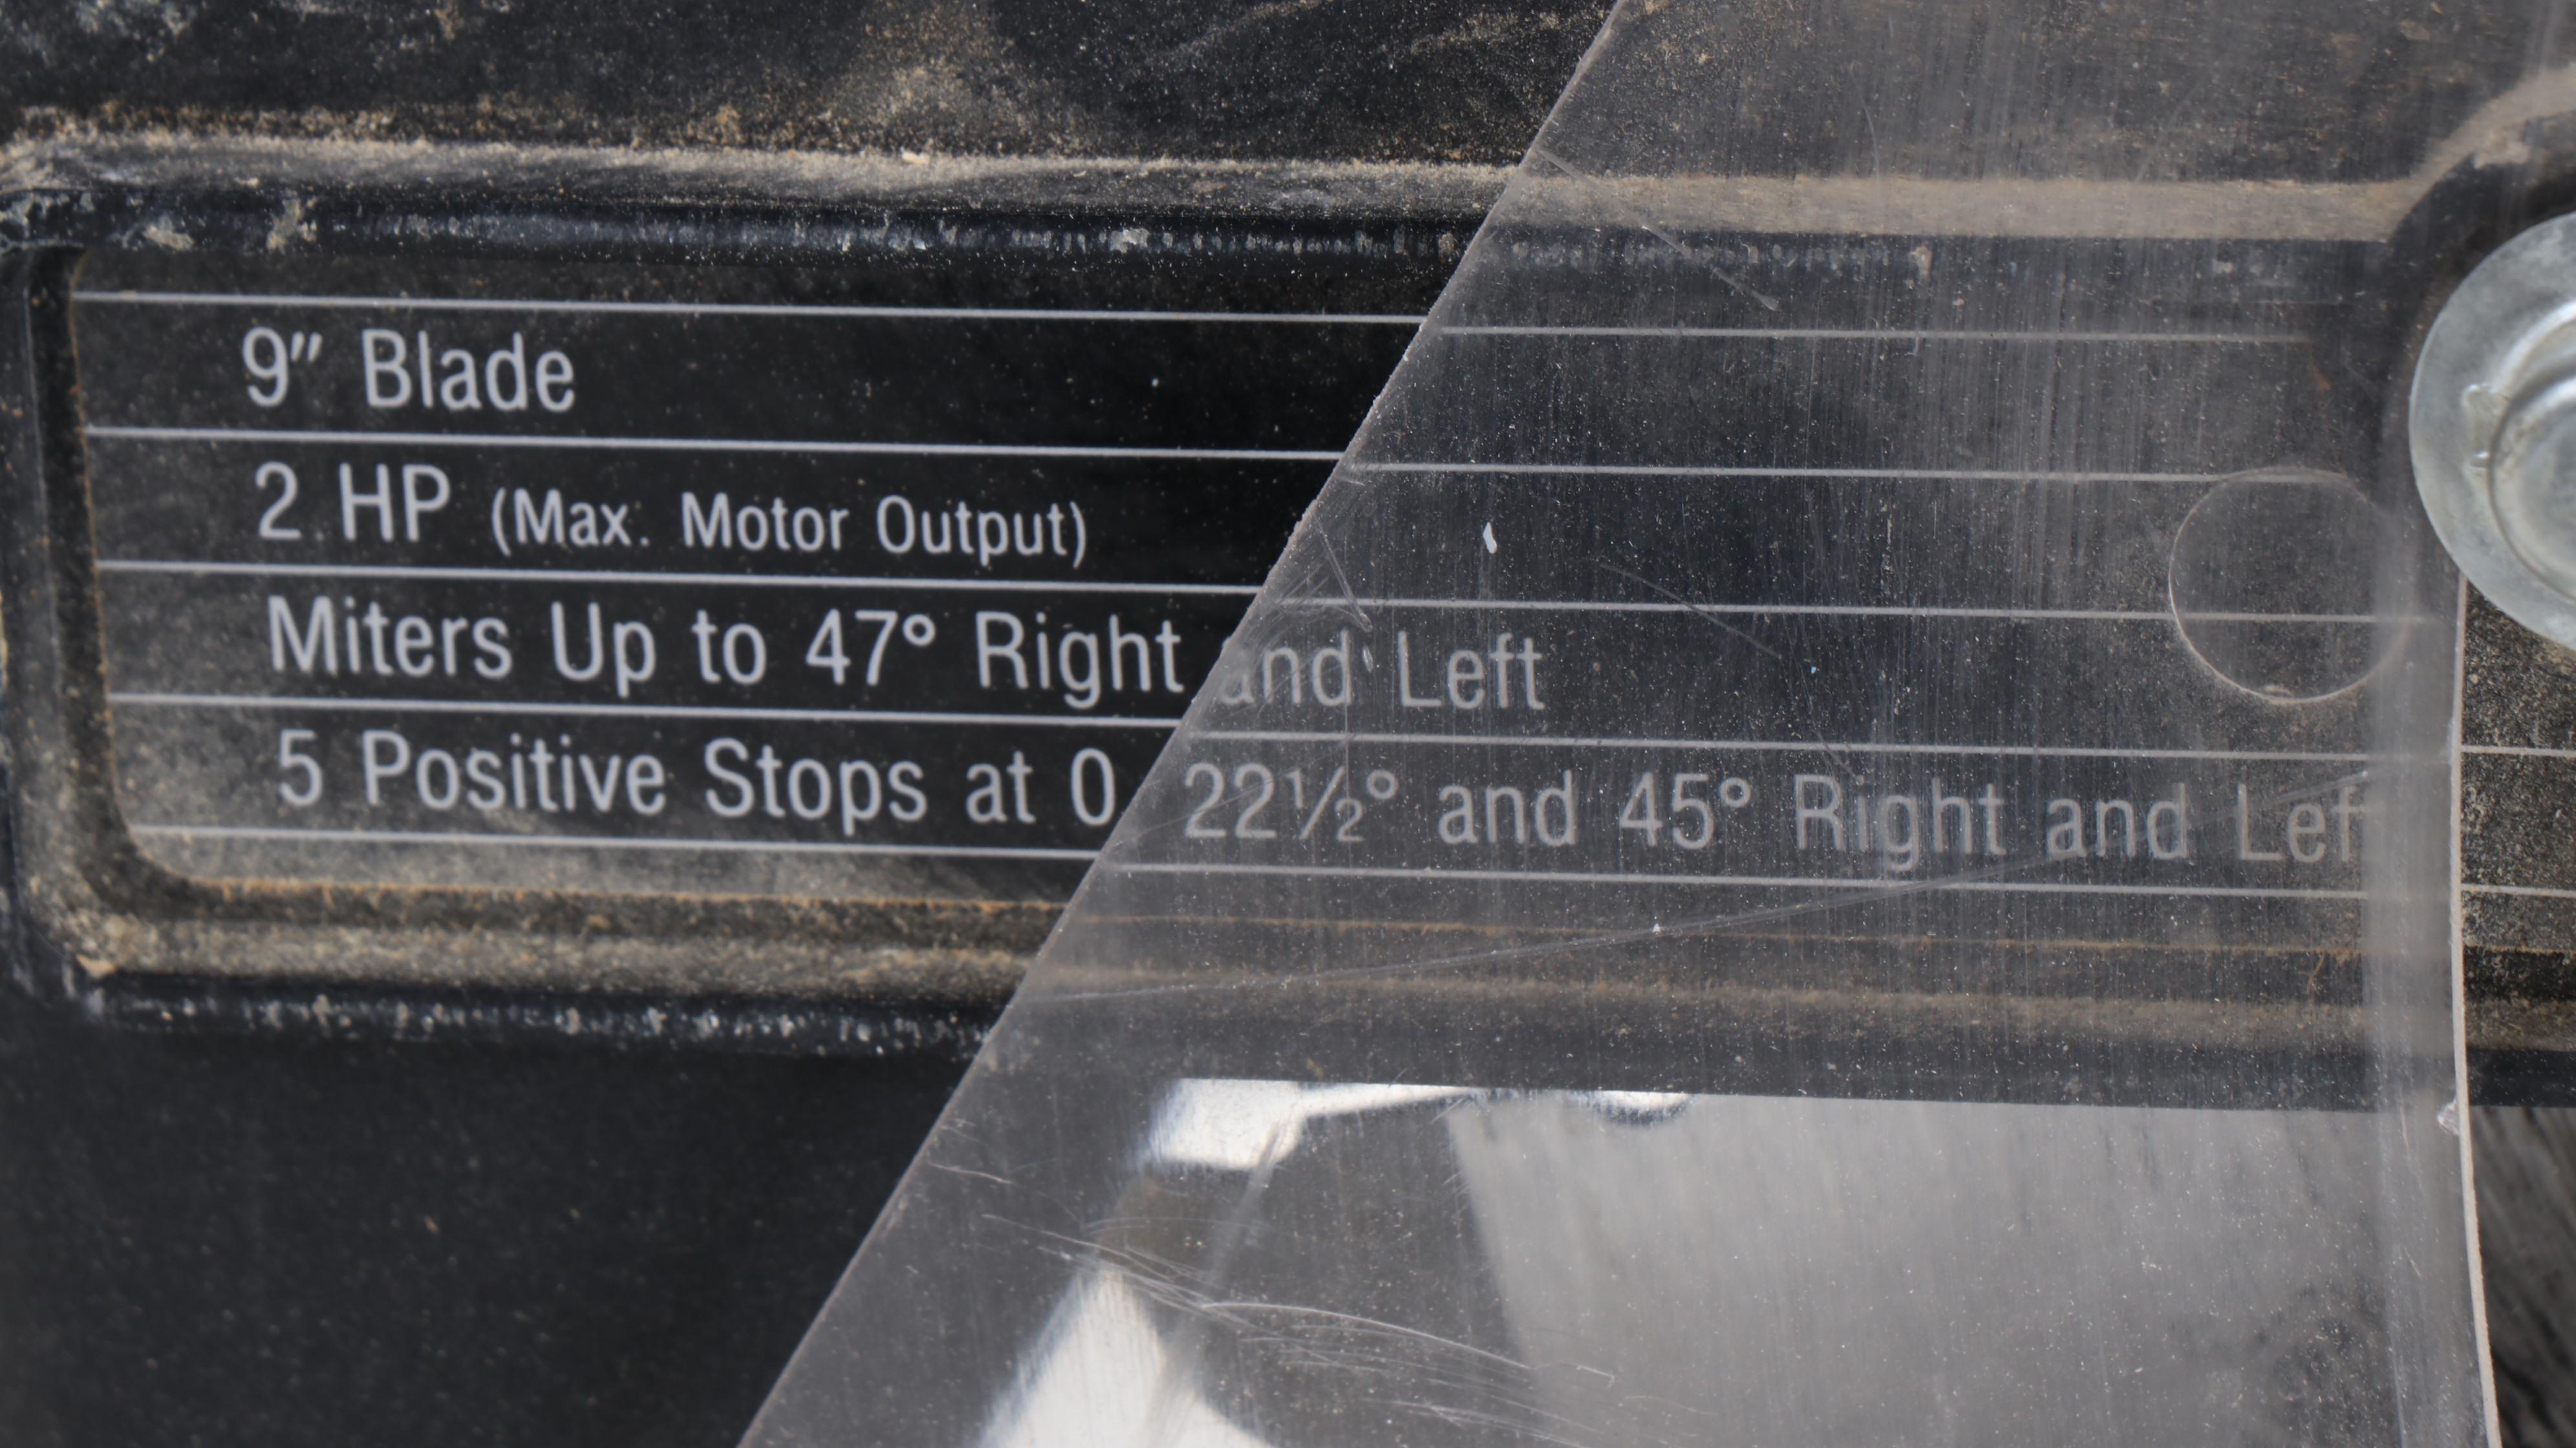 9" Blade
2 HP (Max. Motor Output)
Miters Up to 47° Right and Left
5 Positive Stops at 0, 22½° and 45° Right and Left